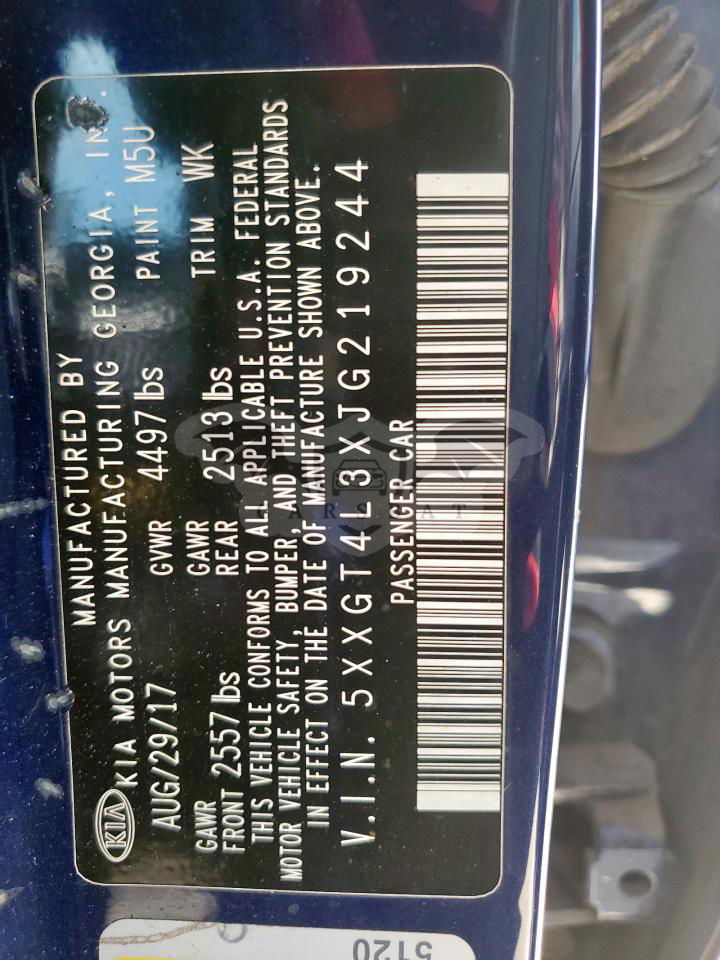 MANUFACTURED BY
KIA KIA MOTORS MANUFACTURING GEORGIA, INC.
AUG/29/17 GVWR 4497 lbs PAINT M5U
GAWR FRONT 2557 lbs GAWR REAR 2513 lbs TRIM WK
THIS VEHICLE CONFORMS TO ALL APPLICABLE U.S.A. FEDERAL
MOTOR VEHICLE SAFETY, BUMPER, AND THEFT PREVENTION STANDARDS
IN EFFECT ON THE DATE OF MANUFACTURE SHOWN ABOVE.
V.I.N. 5XXGT4L3XJG219244
PASSENGER CAR
5120